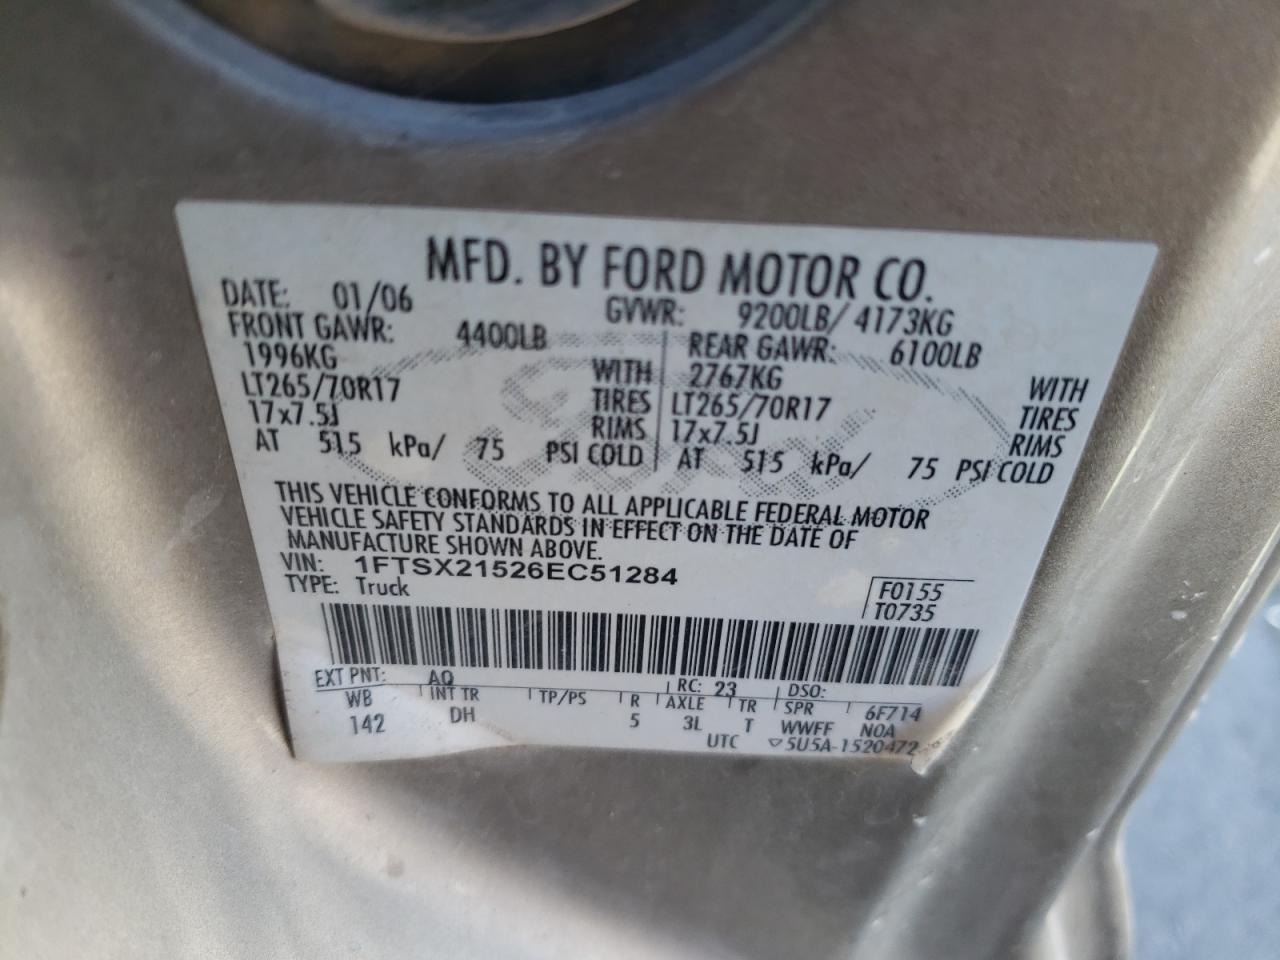 MFD. BY FORD MOTOR CO.
DATE: 01/06 GVWR: 9200LB/ 4173KG
FRONT GAWR: 4400LB REAR GAWR: 6100LB
1996KG WITH 2767KG WITH
LT265/70R17 TIRES LT265/70R17 TIRES
17x7.5J RIMS 17x7.5J RIMS
AT 515 kPa/ 75 PSI COLD AT 515 kPa/ 75 PSI COLD
THIS VEHICLE CONFORMS TO ALL APPLICABLE FEDERAL MOTOR
VEHICLE SAFETY STANDARDS IN EFFECT ON THE DATE OF
MANUFACTURE SHOWN ABOVE.
VIN: 1FTSX21526EC51284
TYPE: Truck
F0155
T0735
EXT PNT: AQ RC: 23 DSO:
WB INT TR TP/PS R AXLE TR SPR 6F714
142 DH 5 3L T WWFF NOA
UTC ▽5U5A-1520472
Ford